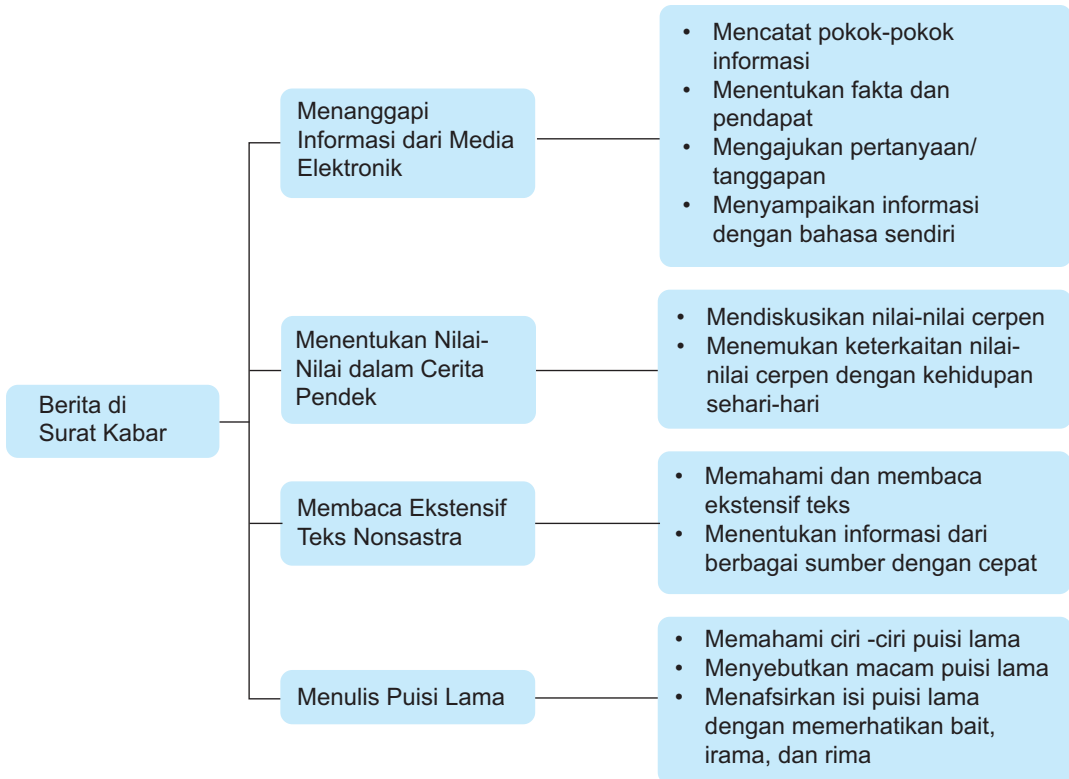 Berita di
Surat Kabar
Menanggapi
Informasi dari Media
Elektronik
• Mencatat pokok-pokok
informasi
• Menentukan fakta dan
pendapat
• Mengajukan pertanyaan/
tanggapan
• Menyampaikan informasi
dengan bahasa sendiri
Menentukan Nilai-
Nilai dalam Cerita
Pendek
• Mendiskusikan nilai-nilai cerpen
• Menemukan keterkaitan nilai-
nilai cerpen dengan kehidupan
sehari-hari
Membaca Ekstensif
Teks Nonsastra
• Memahami dan membaca
ekstensif teks
• Menentukan informasi dari
berbagai sumber dengan cepat
Menulis Puisi Lama
• Memahami ciri -ciri puisi lama
• Menyebutkan macam puisi lama
• Menafsirkan isi puisi lama
dengan memerhatikan bait,
irama, dan rima